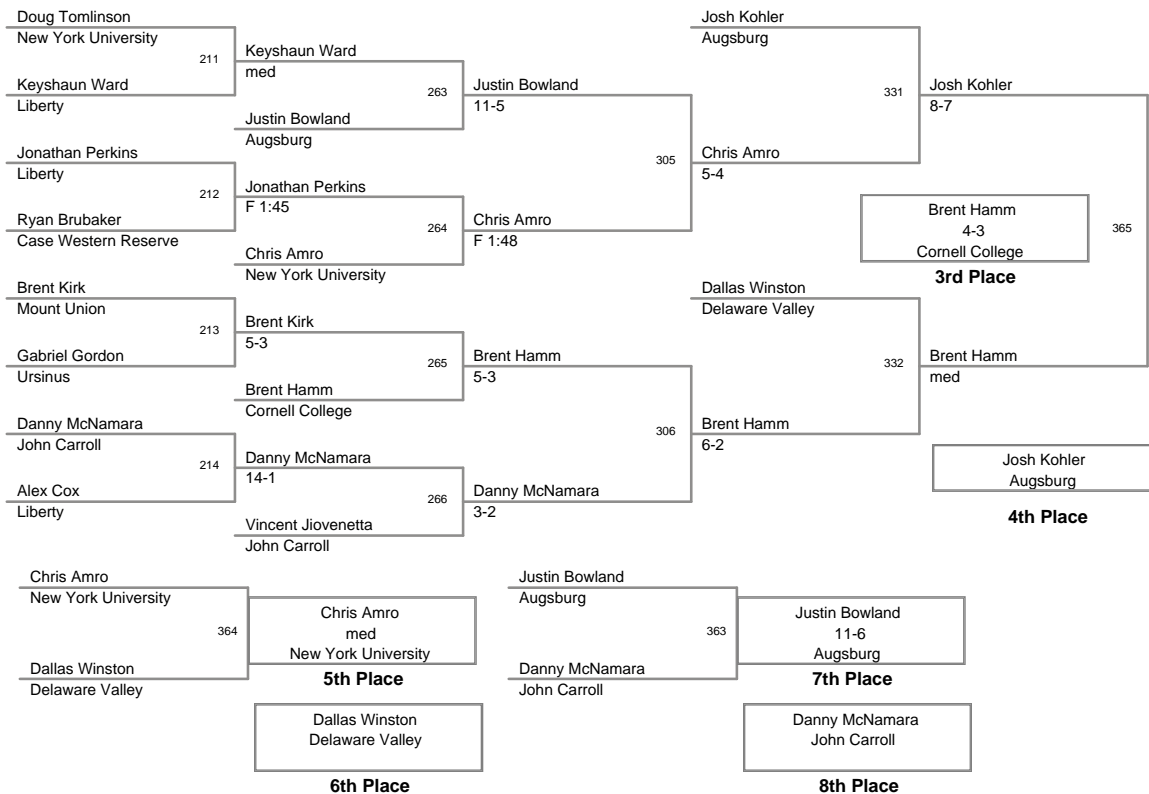 Doug Tomlinson
New York University
211
Keyshaun Ward
Liberty
Keyshaun Ward
med
263
Justin Bowland
Augsburg
Justin Bowland
11-5
Jonathan Perkins
Liberty
212
Ryan Brubaker
Case Western Reserve
Jonathan Perkins
F 1:45
264
Chris Amro
New York University
Chris Amro
F 1:48
305
Chris Amro
5-4
Josh Kohler
Augsburg
331
Josh Kohler
8-7
Brent Kirk
Mount Union
213
Gabriel Gordon
Ursinus
Brent Kirk
5-3
265
Brent Hamm
Cornell College
Brent Hamm
5-3
Danny McNamara
John Carroll
214
Alex Cox
Liberty
Danny McNamara
14-1
266
Vincent Jiovenetta
John Carroll
Danny McNamara
3-2
306
Brent Hamm
6-2
Dallas Winston
Delaware Valley
332
Brent Hamm
med
365
Brent Hamm
4-3
Cornell College
3rd Place
Josh Kohler
Augsburg
4th Place
Chris Amro
New York University
364
Dallas Winston
Delaware Valley
Chris Amro
med
New York University
5th Place
Dallas Winston
Delaware Valley
6th Place
Justin Bowland
Augsburg
363
Danny McNamara
John Carroll
Justin Bowland
11-6
Augsburg
7th Place
Danny McNamara
John Carroll
8th Place